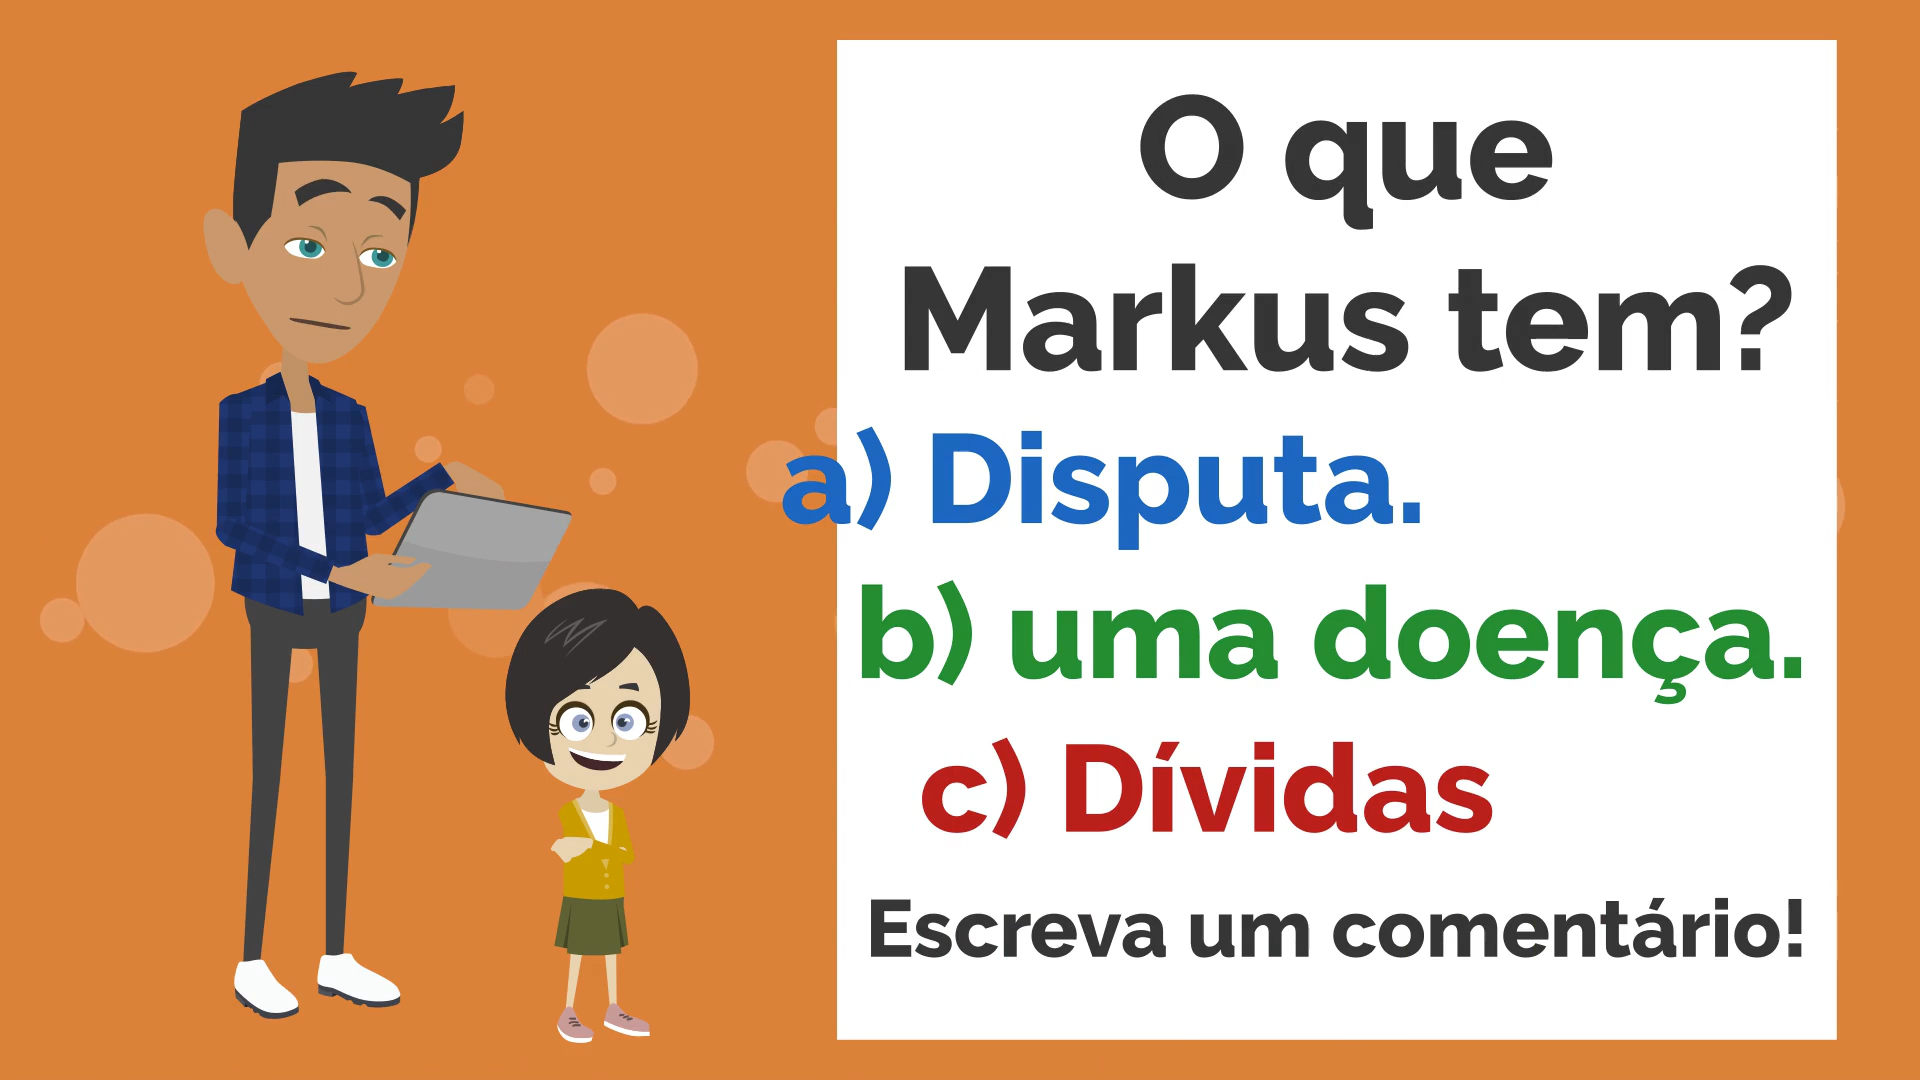 O que
Markus tem?
a) Disputa.
b) uma doença.
c) Dívidas
Escreva um comentário!